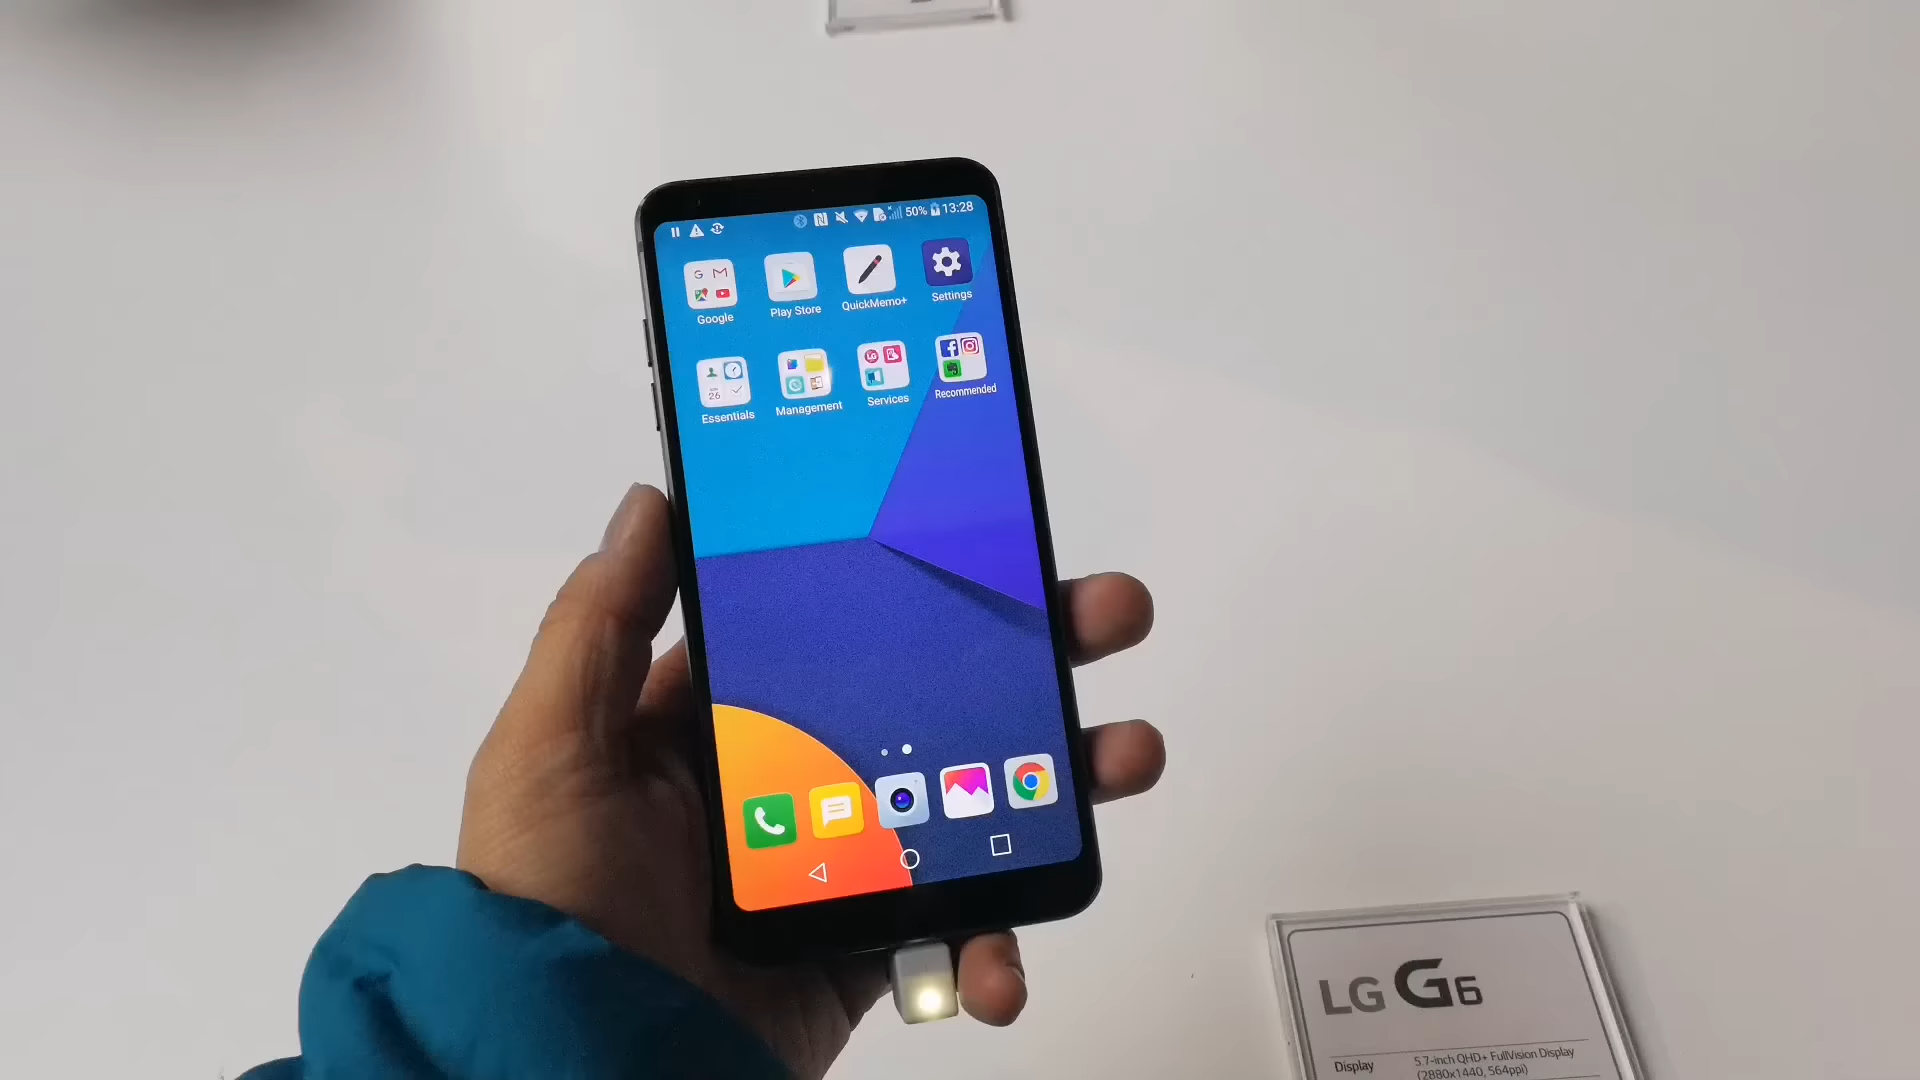 50% 13:28
Google
Play Store
QuickMemo+
Settings
Essentials
Management
Services
Recommended
26
LG G6
Display
5.7-inch QHD+ FullVision Display
(2880x1440, 564ppi)